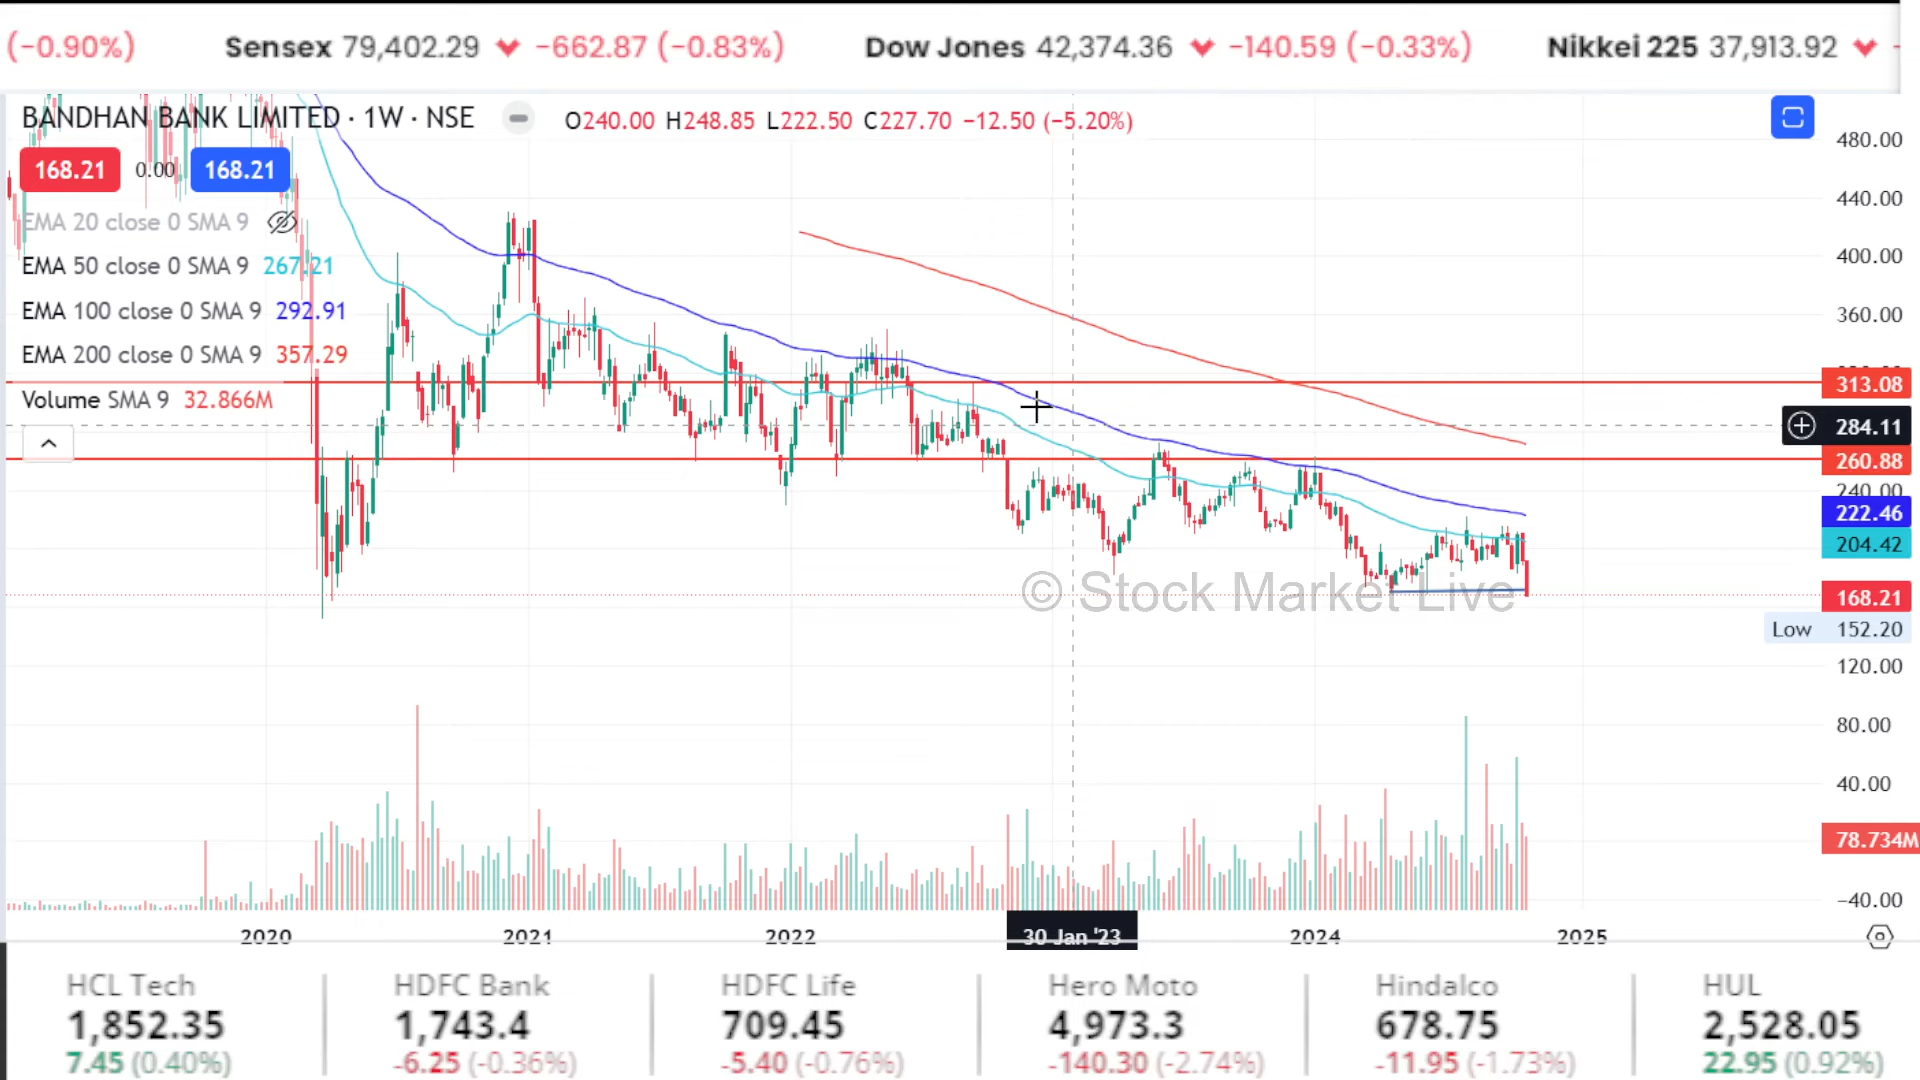 (−0.90%) Sensex 79,402.29 −662.87 (−0.83%) Dow Jones 42,374.36 −140.59 (−0.33%) Nikkei 225 37,913.92
BANDHAN BANK LIMITED · 1W · NSE O240.00 H248.85 L222.50 C227.70 −12.50 (−5.20%)
168.21 0.00 168.21
EMA 20 close 0 SMA 9
EMA 50 close 0 SMA 9 267.21
EMA 100 close 0 SMA 9 292.91
EMA 200 close 0 SMA 9 357.29
Volume SMA 9 32.866M
480.00
440.00
400.00
360.00
313.08
284.11
260.88
240.00
222.46
204.42
168.21
Low 152.20
120.00
80.00
40.00
78.734M
−40.00
© Stock Market Live
2020 2021 2022 30 Jan '23 2024 2025
HCL Tech HDFC Bank HDFC Life Hero Moto Hindalco HUL
1,852.35 1,743.4 709.45 4,973.3 678.75 2,528.05
7.45 (0.40%) -6.25 (-0.36%) -5.40 (-0.76%) -140.30 (-2.74%) -11.95 (-1.73%) 22.95 (0.92%)